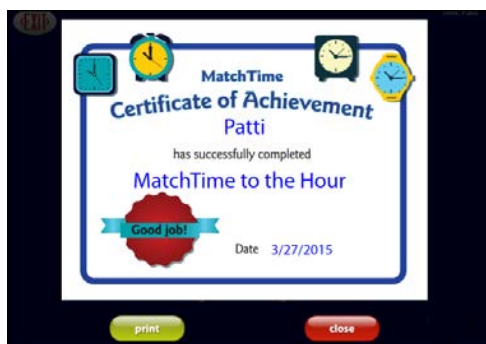 EXIT
MatchTime
Certificate of Achievement
Patti
has successfully completed
MatchTime to the Hour
Good job!
Date 3/27/2015
print
close